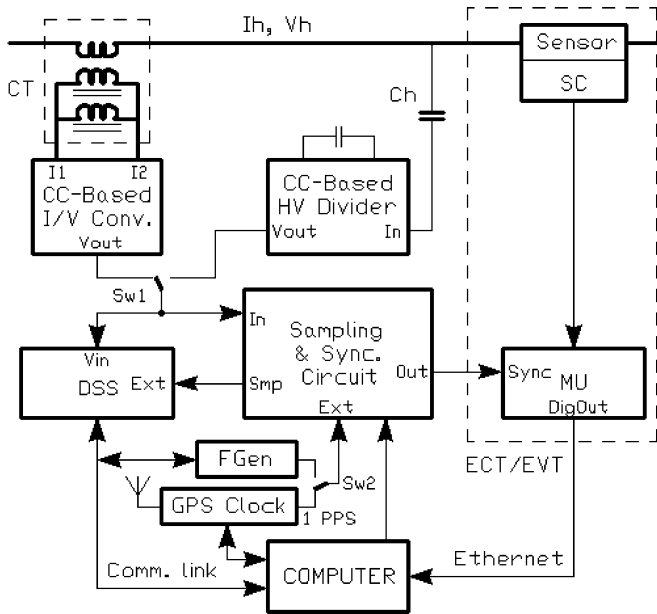 Ih, Vh
Sensor
CT
SC
Ch
I1 I2
CC-Based
I/V Conv.
Vout
CC-Based
HV Divider
Vout In
Sw1
In
Sampling
& Sync.
Circuit
Smp
Out
Ext
Vin
DSS Ext
Sync
MU
DigOut
ECT/EVT
FGen
Sw2
GPS Clock
1 PPS
Comm. link
COMPUTER
Ethernet